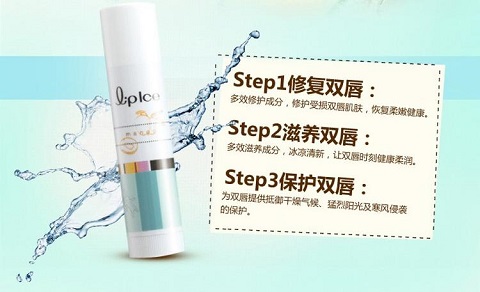 LipIce
Step1修复双唇：
多效修护成分，修护受损双唇肌肤，恢复柔嫩健康。
Step2滋养双唇：
多效滋养成分，冰凉清新，让双唇时刻健康柔润。
Step3保护双唇：
为双唇提供抵御干燥气候、猛烈阳光及寒风侵袭
的保护。